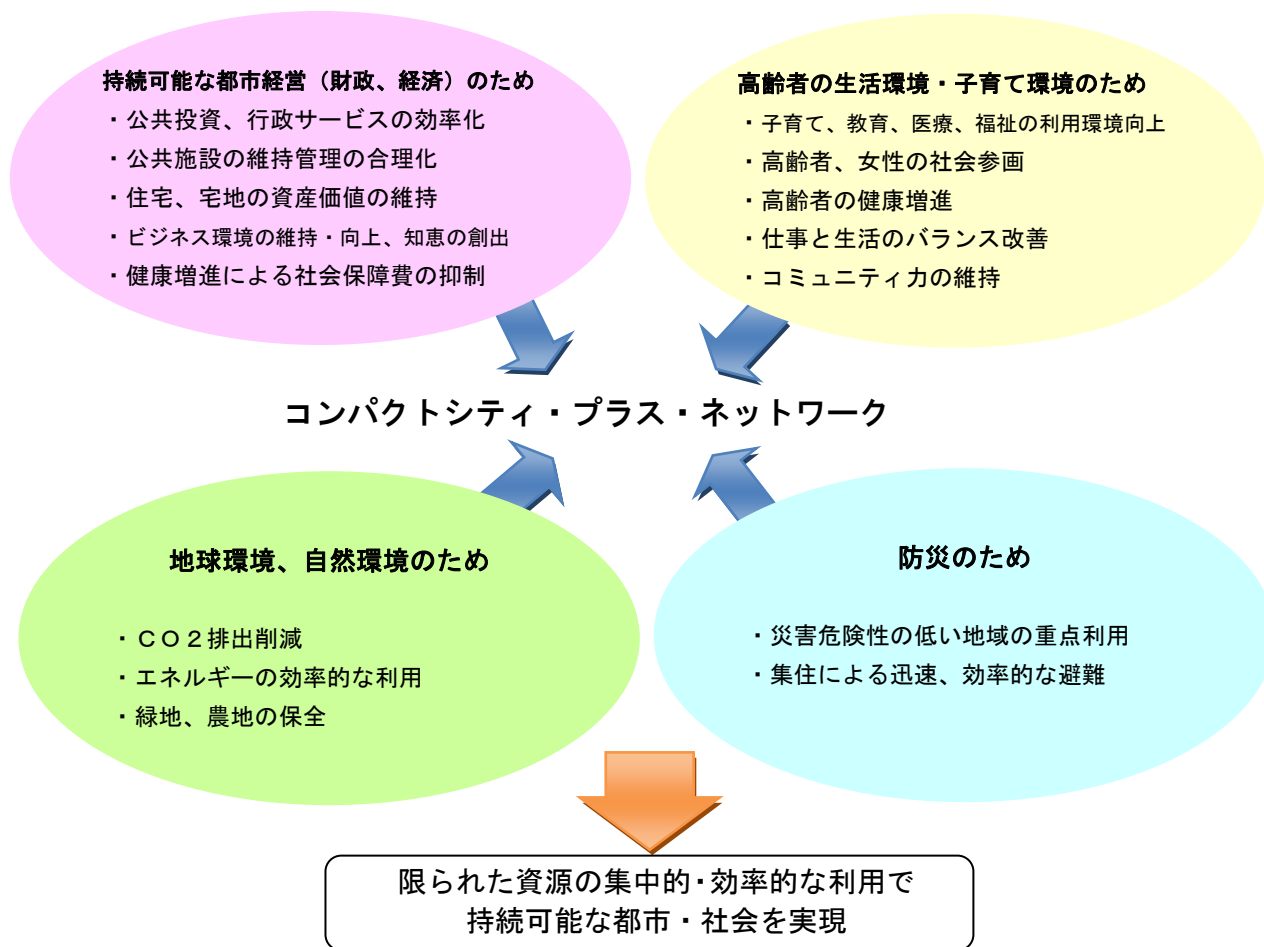 持続可能な都市経営（財政、経済）のため
・公共投資、行政サービスの効率化
・公共施設の維持管理の合理化
・住宅、宅地の資産価値の維持
・ビジネス環境の維持・向上、知恵の創出
・健康増進による社会保障費の抑制
高齢者の生活環境・子育て環境のため
・子育て、教育、医療、福祉の利用環境向上
・高齢者、女性の社会参画
・高齢者の健康増進
・仕事と生活のバランス改善
・コミュニティ力の維持
コンパクトシティ・プラス・ネットワーク
地球環境、自然環境のため
・ＣＯ２排出削減
・エネルギーの効率的な利用
・緑地、農地の保全
防災のため
・災害危険性の低い地域の重点利用
・集住による迅速、効率的な避難
限られた資源の集中的・効率的な利用で
持続可能な都市・社会を実現